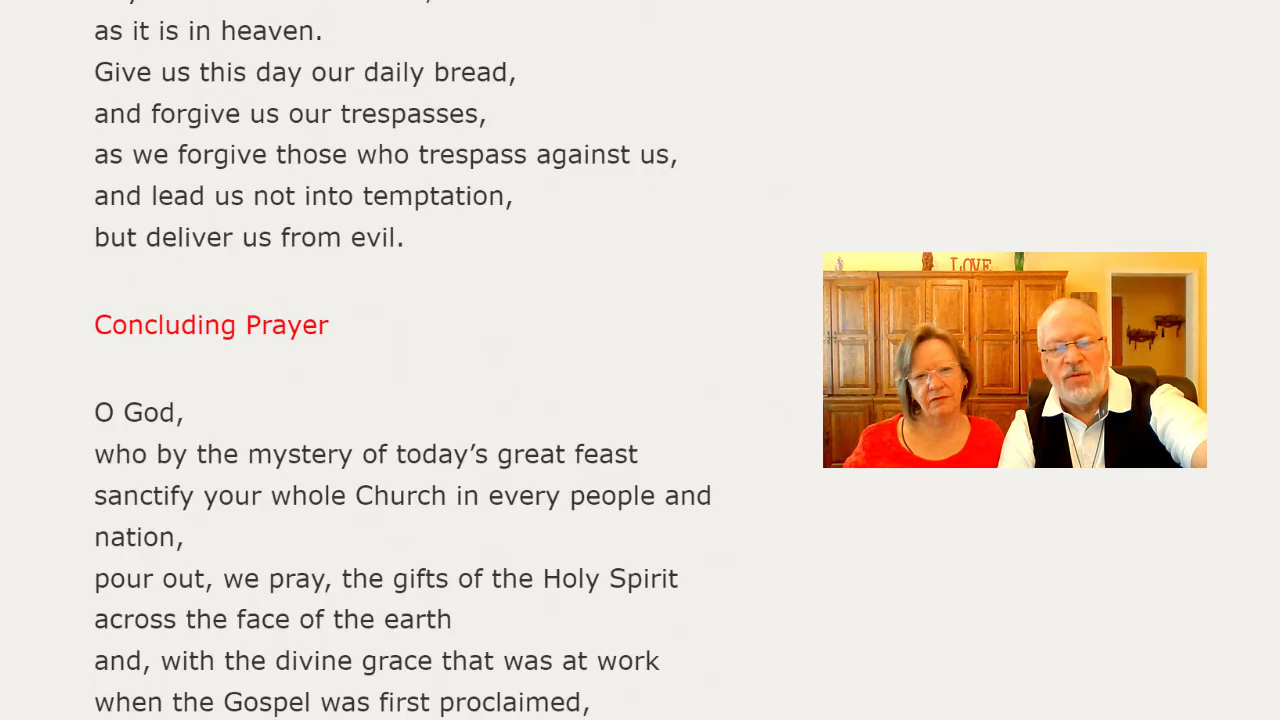 as it is in heaven.
Give us this day our daily bread,
and forgive us our trespasses,
as we forgive those who trespass against us,
and lead us not into temptation,
but deliver us from evil.
Concluding Prayer
O God,
who by the mystery of today’s great feast
sanctify your whole Church in every people and
nation,
pour out, we pray, the gifts of the Holy Spirit
across the face of the earth
and, with the divine grace that was at work
when the Gospel was first proclaimed,
LOVE